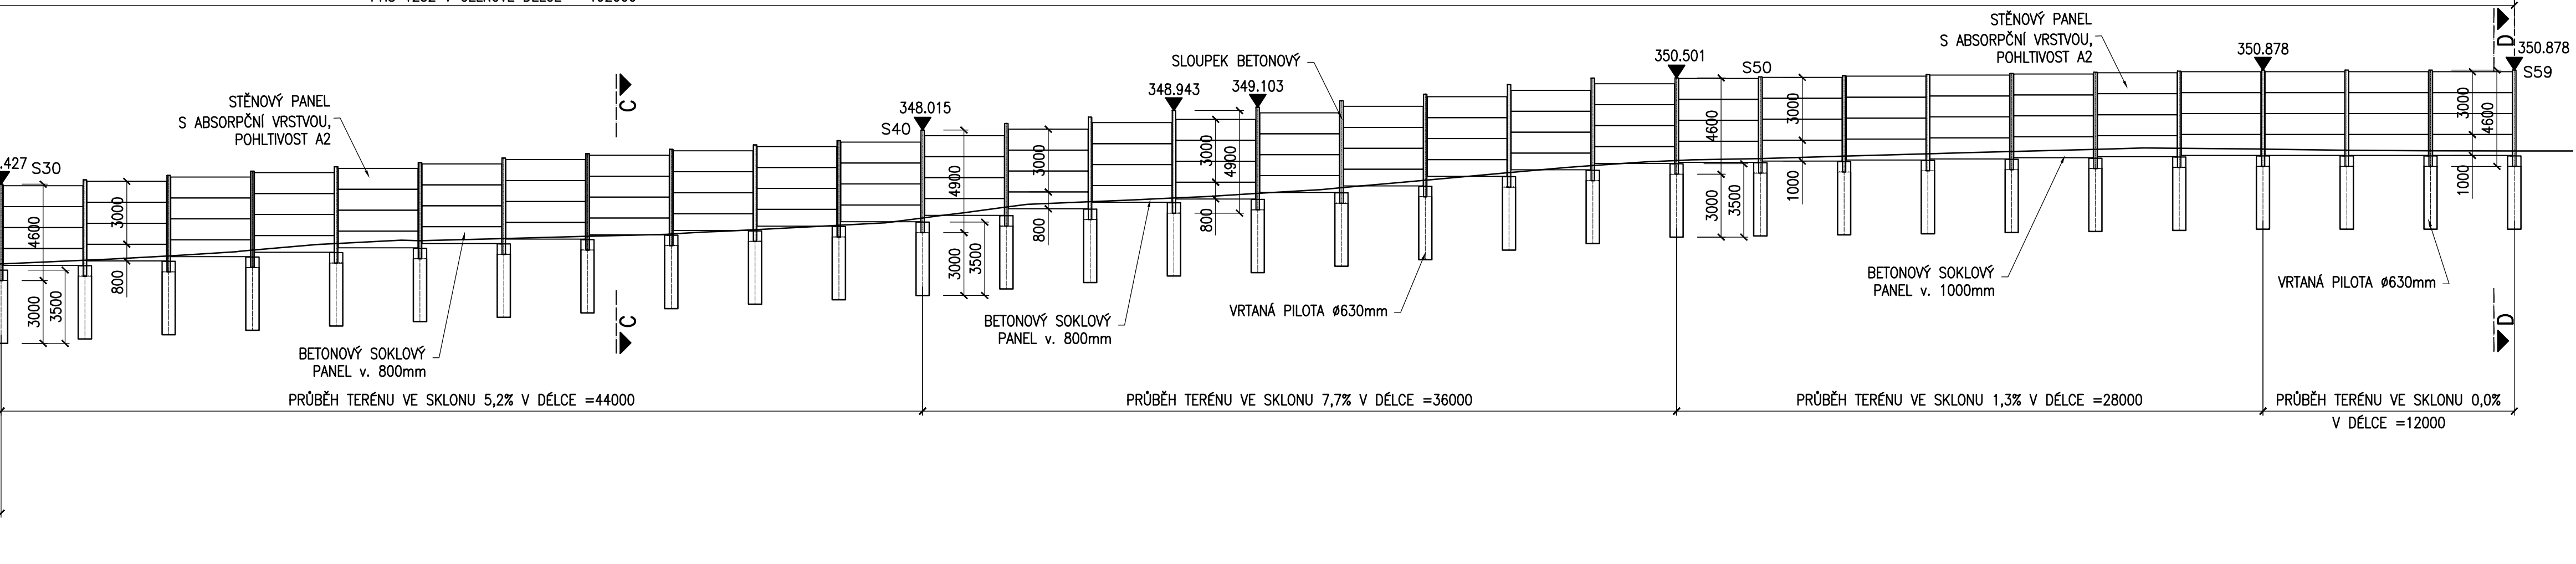 348.015
348.943
349.103
350.501
350.878
350.878
S30
S40
S50
S59
STĚNOVÝ PANEL
S ABSORPČNÍ VRSTVOU,
POHLTIVOST A2
C
SLOUPEK BETONOVÝ
STĚNOVÝ PANEL
S ABSORPČNÍ VRSTVOU,
POHLTIVOST A2
D
4600
3000
800
3000
3500
4900
3000
800
3000
3500
3000
4900
800
4600
3000
1000
3000
3500
3000
4600
1000
C
D
BETONOVÝ SOKLOVÝ
PANEL v. 800mm
BETONOVÝ SOKLOVÝ
PANEL v. 800mm
VRTANÁ PILOTA ø630mm
BETONOVÝ SOKLOVÝ
PANEL v. 1000mm
VRTANÁ PILOTA ø630mm
PRŮBĚH TERÉNU VE SKLONU 5,2% V DÉLCE =44000
PRŮBĚH TERÉNU VE SKLONU 7,7% V DÉLCE =36000
PRŮBĚH TERÉNU VE SKLONU 1,3% V DÉLCE =28000
PRŮBĚH TERÉNU VE SKLONU 0,0%
V DÉLCE =12000